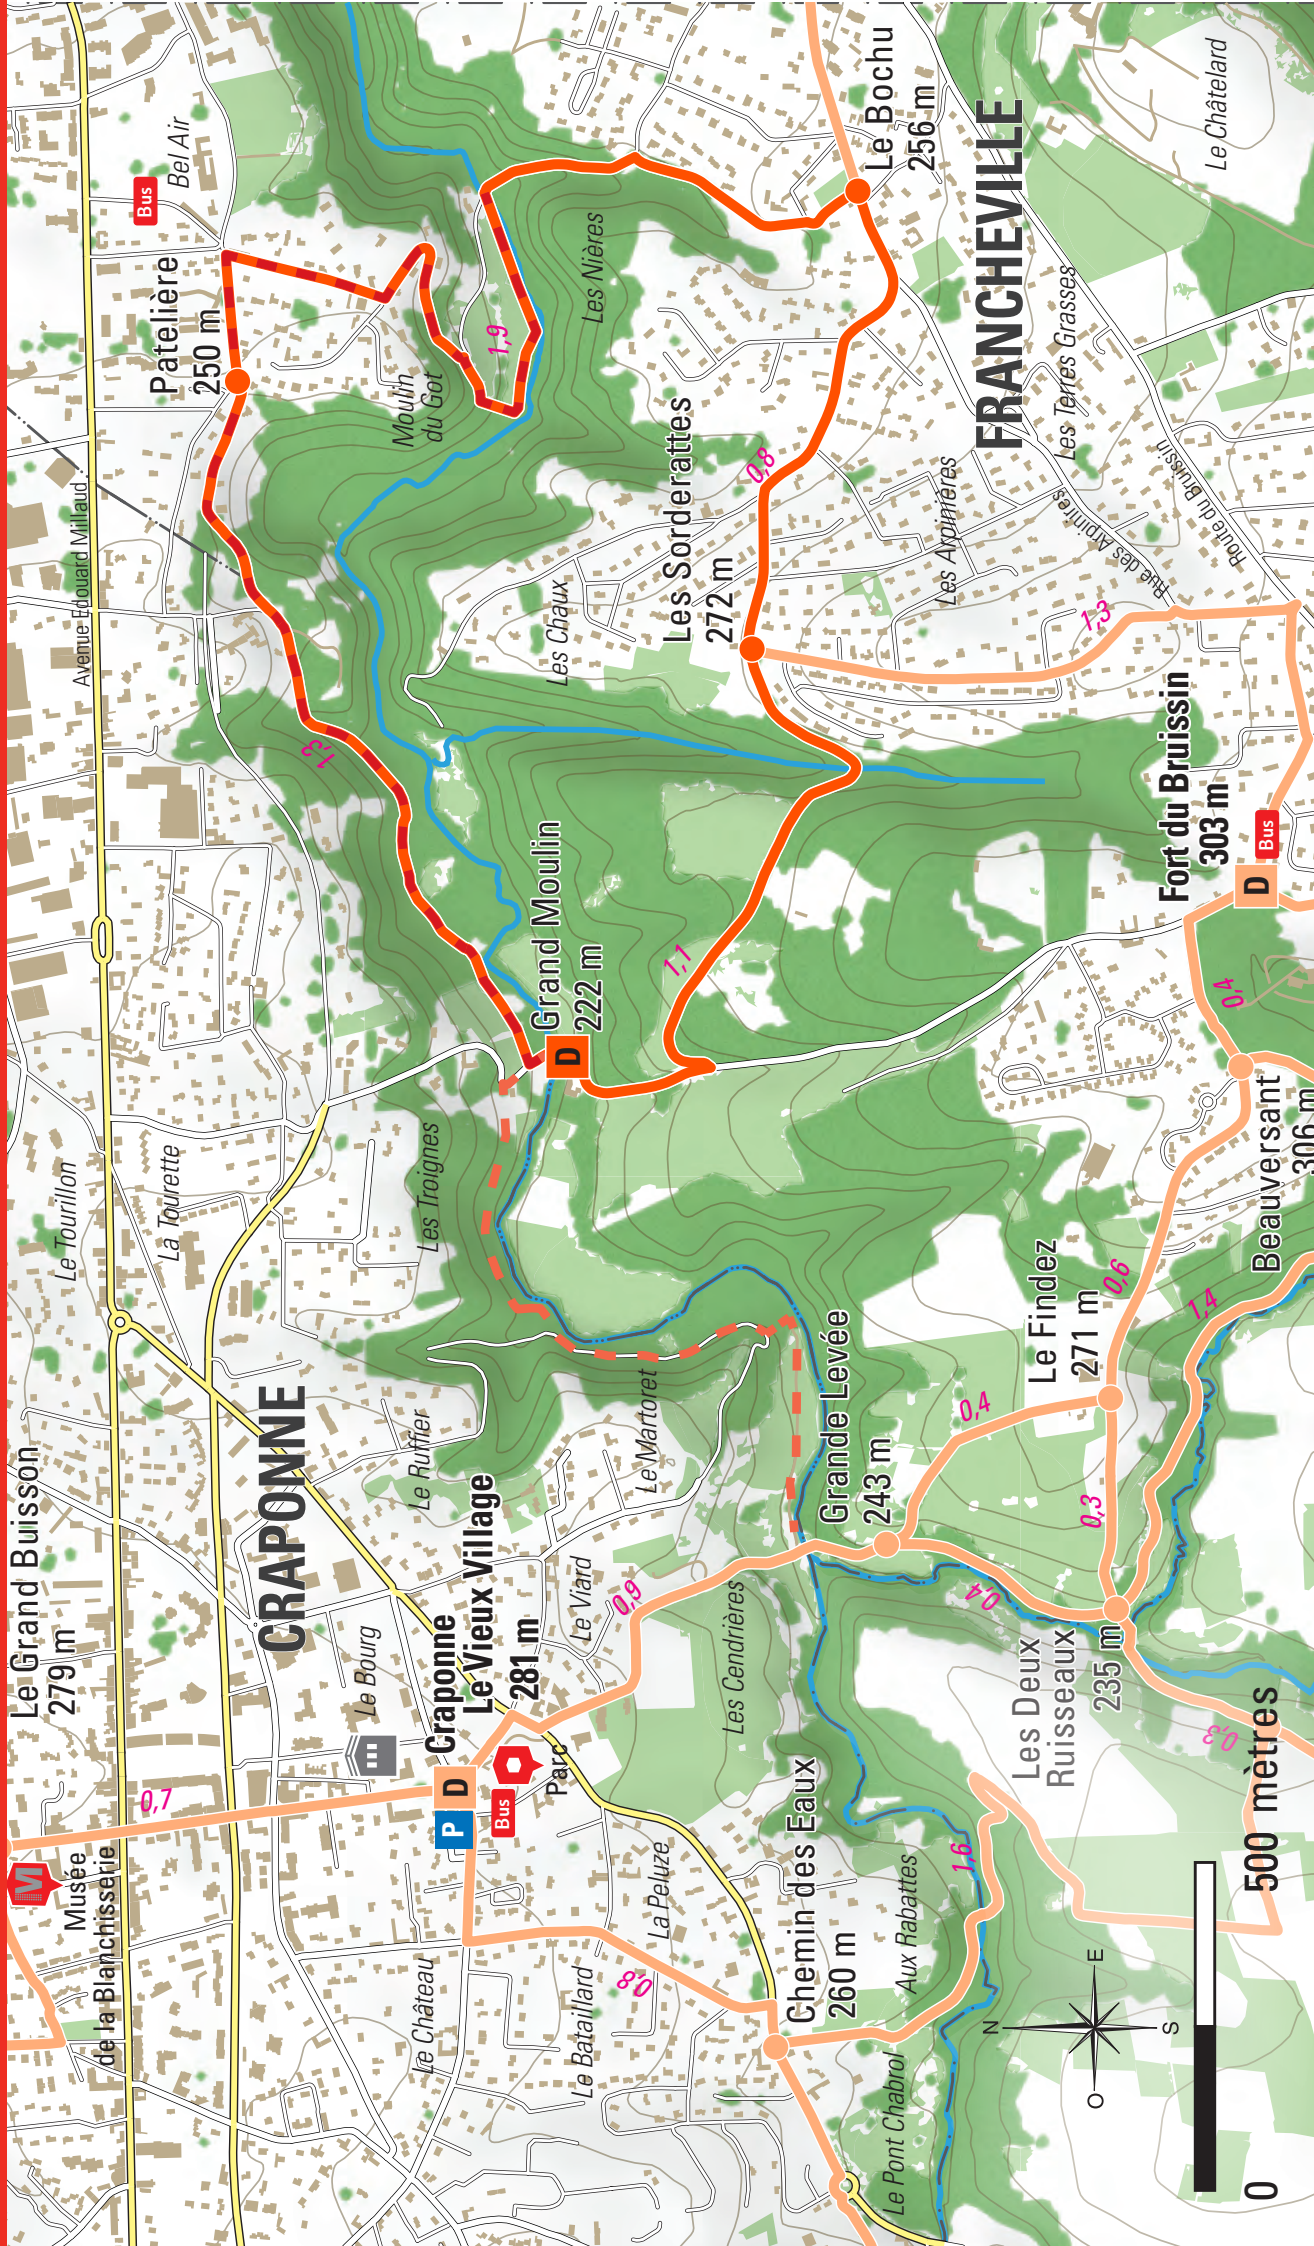 Le Grand Buisson
279 m
Musée
de la Blanchisserie
M
0,7
CRAPONNE
Le Tourillon
La Tourette
Avenue Edouard Millaud
Bus
Bel Air
Patelière
250 m
Le Château
Le Bourg
P
D
Craponne
Le Vieux Village
281 m
Bus
Parc
Le Ruffier
Les Troignes
1,3
Moulin
du Got
1,9
Les Nières
Le Bataillard
0,8
La Peluze
Le Viard
0,9
Le Martoret
D
Grand Moulin
222 m
Les Chaux
Les Cendrières
1,1
Les Sorderattes
272 m
0,8
Le Bochu
256 m
Chemin des Eaux
260 m
Grande Levée
243 m
Le Pont Chabrol
Aux Rabattes
1,6
0,4
0,4
Les Arpinières
FRANCHEVILLE
Les Deux
Ruisseaux
235 m
Le Findez
271 m
0,3
0,6
1,3
Rue des Arpinires
Les Terres Grasses
Route du Bruissin
Le Châtelard
N
O
E
S
0,3
1,4
0,4
Fort du Bruissin
303 m
D
Bus
Beauversant
306 m
0
500 mètres